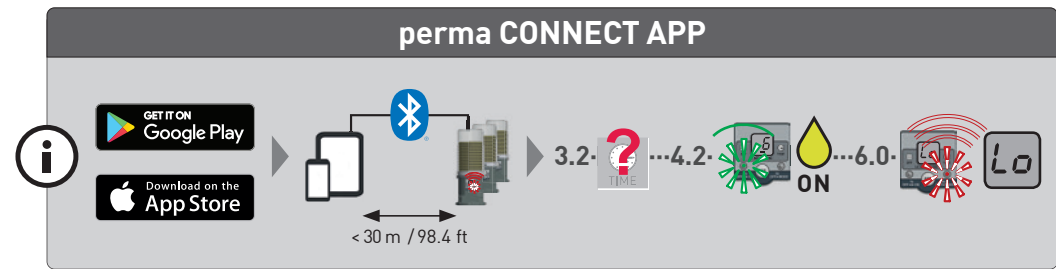 perma CONNECT APP
GET IT ON
Google Play
Download on the
App Store
< 30 m / 98.4 ft
3.2
?
TIME
...4.2
6
ON
...6.0
Lo